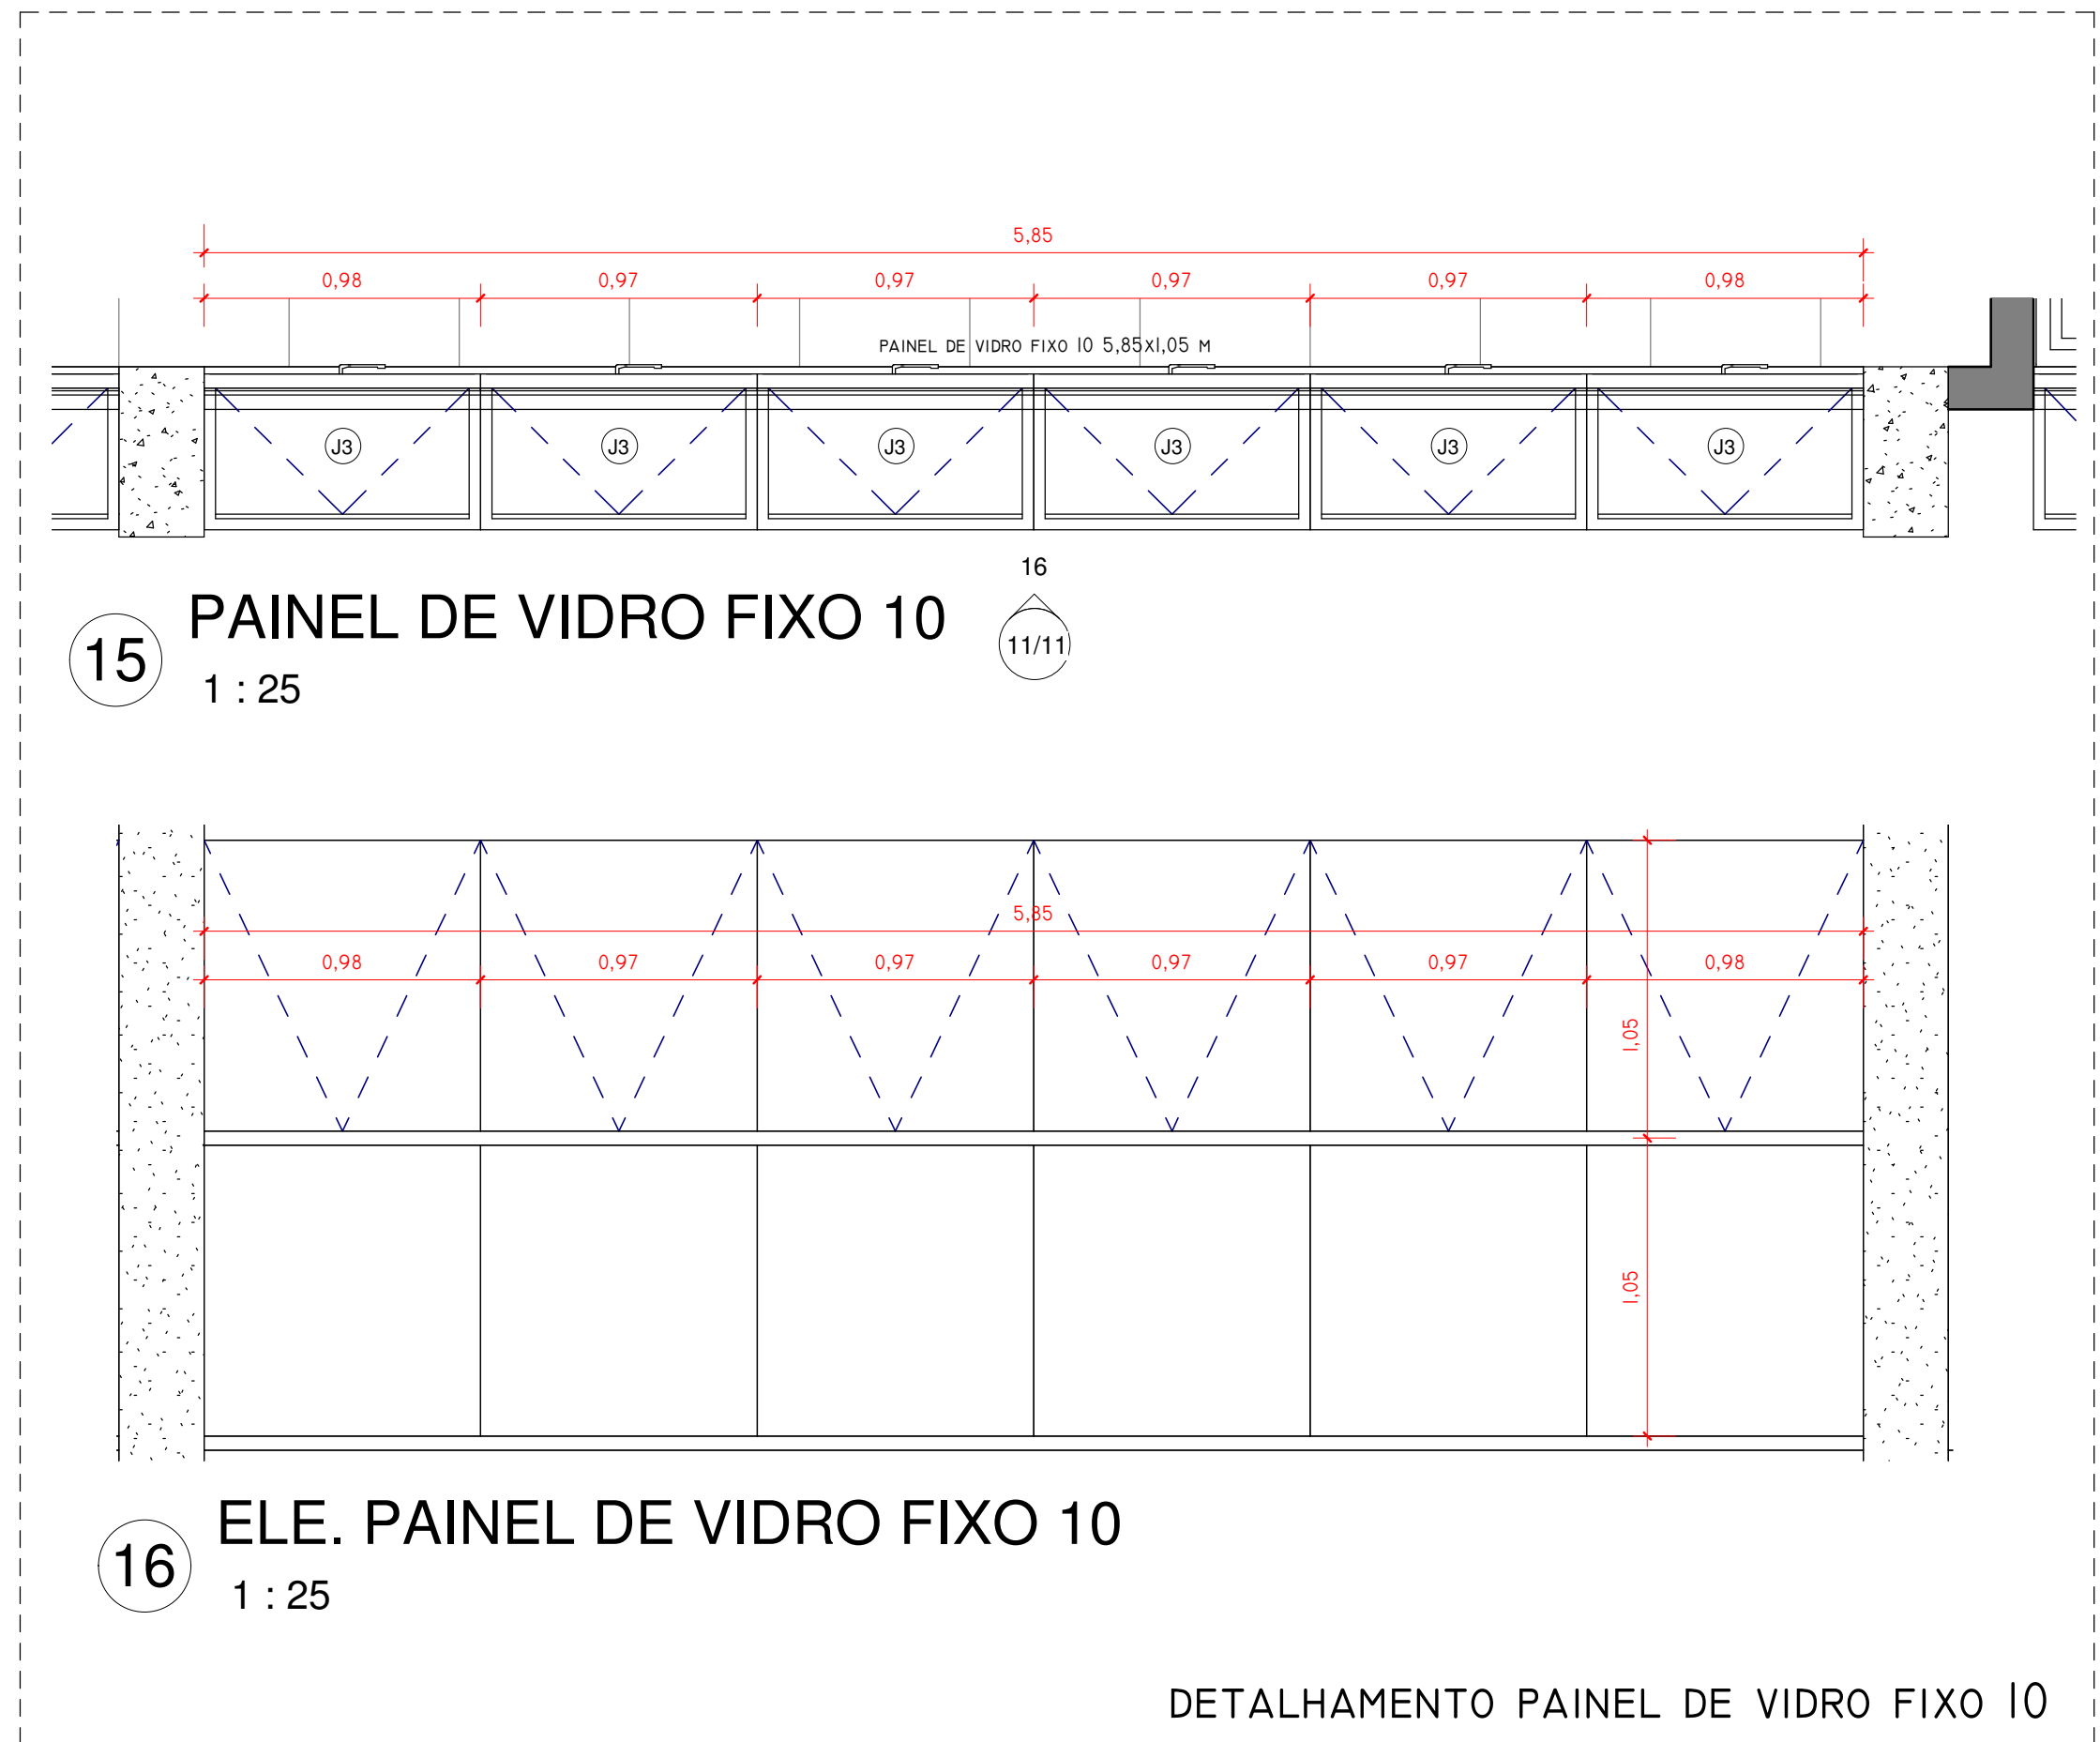 5,85
0,98 0,97 0,97 0,97 0,97 0,98
PAINEL DE VIDRO FIXO 10 5,85x1,05 M
J3 J3 J3 J3 J3 J3
16
11/11
15 PAINEL DE VIDRO FIXO 10
1 : 25
5,85
0,98 0,97 0,97 0,97 0,97 0,98
1,05
1,05
16 ELE. PAINEL DE VIDRO FIXO 10
1 : 25
DETALHAMENTO PAINEL DE VIDRO FIXO 10